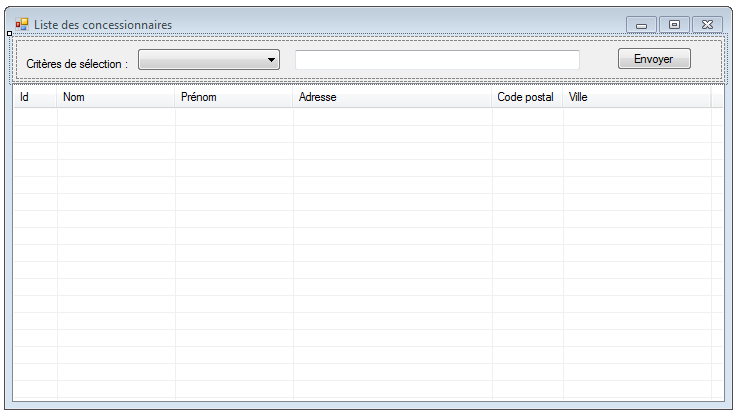 Liste des concessionnaires
Critères de sélection :
Envoyer
Id Nom Prénom Adresse Code postal Ville